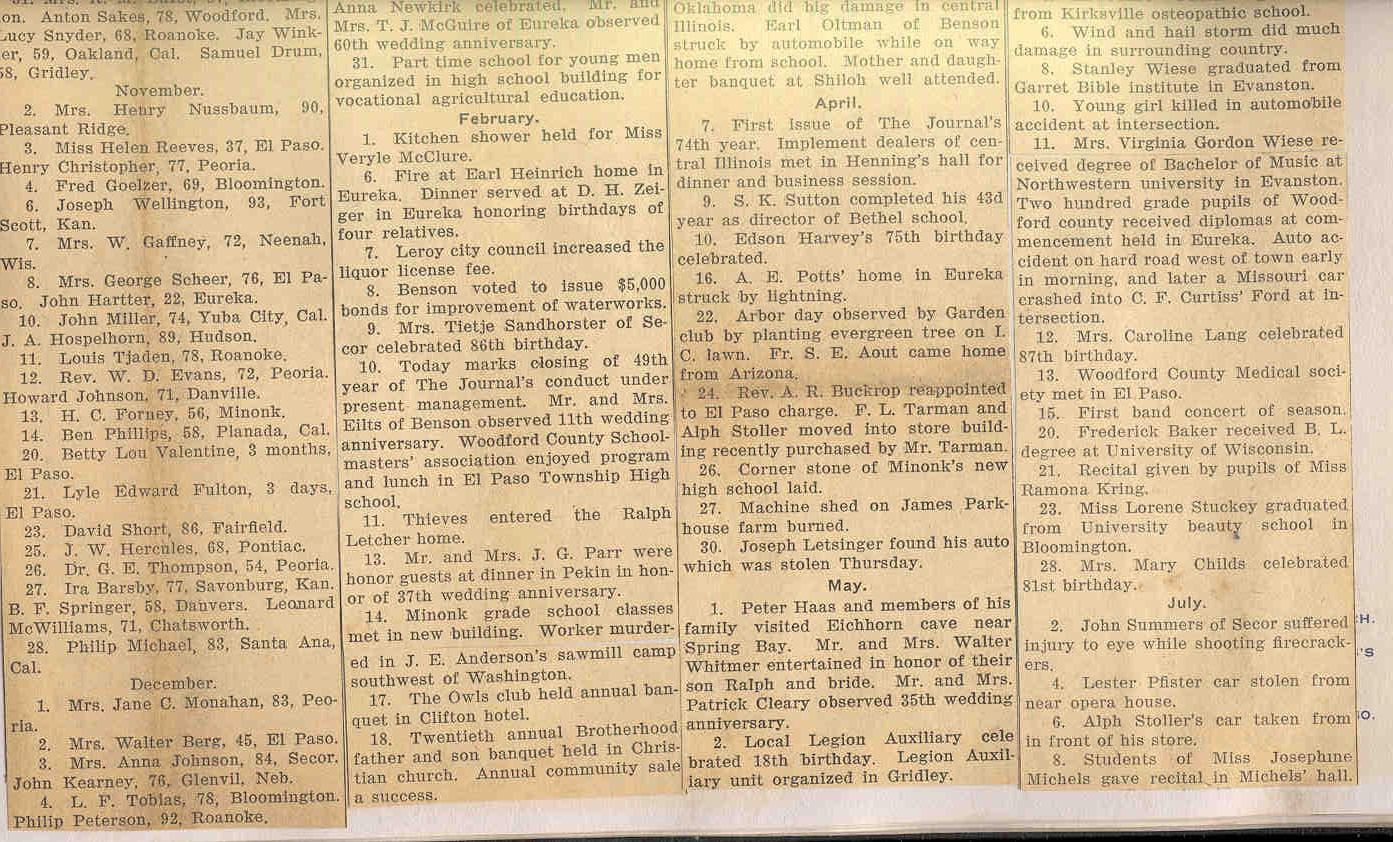 on. Anton Sakes, 78, Woodford. Mrs.
Lucy Snyder, 68, Roanoke. Jay Wink-
er, 59, Oakland, Cal. Samuel Drum,
58, Gridley.
November.
2. Mrs. Henry Nussbaum, 90,
Pleasant Ridge.
3. Miss Helen Reeves, 37, El Paso.
Henry Christopher, 77, Peoria.
4. Fred Goelzer, 69, Bloomington.
6. Joseph Wellington, 93, Fort
Scott, Kan.
7. Mrs. W. Gaffney, 72, Neenah,
Wis.
8. Mrs. George Scheer, 76, El Pa-
so. John Hartter, 22, Eureka.
10. John Miller, 74, Yuba City, Cal.
J. A. Hospelhorn, 89, Hudson.
11. Louis Tjaden, 78, Roanoke.
12. Rev. W. D. Evans, 72, Peoria.
Howard Johnson, 71, Danville.
13. H. C. Forney, 56, Minonk.
14. Ben Phillips, 58, Planada, Cal.
20. Betty Lou Valentine, 3 months,
El Paso.
21. Lyle Edward Fulton, 3 days,
El Paso.
23. David Short, 86, Fairfield.
25. J. W. Hercules, 68, Pontiac.
26. Dr. G. E. Thompson, 54, Peoria.
27. Ira Barsby, 77, Savonburg, Kan.
B. F. Springer, 58, Danvers. Leonard
McWilliams, 71, Chatsworth.
28. Philip Michael, 83, Santa Ana,
Cal.
December.
1. Mrs. Jane C. Monahan, 83, Peo-
ria.
2. Mrs. Walter Berg, 45, El Paso.
3. Mrs. Anna Johnson, 84, Secor.
John Kearney, 76, Glenvil, Neb.
4. L. F. Tobias, 78, Bloomington.
Philip Peterson, 92, Roanoke.
Anna Newkirk celebrated. Mr. and
Mrs. T. J. McGuire of Eureka observed
60th wedding anniversary.
31. Part time school for young men
organized in high school building for
vocational agricultural education.
February.
1. Kitchen shower held for Miss
Veryle McClure.
6. Fire at Earl Heinrich home in
Eureka. Dinner served at D. H. Zei-
ger in Eureka honoring birthdays of
four relatives.
7. Leroy city council increased the
liquor license fee.
8. Benson voted to issue $5,000
bonds for improvement of waterworks.
9. Mrs. Tietje Sandhorster of Se-
cor celebrated 86th birthday.
10. Today marks closing of 49th
year of The Journal's conduct under
present management. Mr. and Mrs.
Eilts of Benson observed 11th wedding
anniversary. Woodford County School-
masters' association enjoyed program
and lunch in El Paso Township High
school.
11. Thieves entered the Ralph
Letcher home.
13. Mr. and Mrs. J. G. Parr were
honor guests at dinner in Pekin in hon-
or of 37th wedding anniversary.
14. Minonk grade school classes
met in new building. Worker murder-
ed in J. E. Anderson's sawmill camp
southwest of Washington.
17. The Owls club held annual ban-
quet in Clifton hotel.
18. Twentieth annual Brotherhood
father and son banquet held in Chris-
tian church. Annual community sale
a success.
Oklahoma did big damage in central
Illinois. Earl Oltman of Benson
struck by automobile while on way
home from school. Mother and daugh-
ter banquet at Shiloh well attended.
April.
7. First issue of The Journal's
74th year. Implement dealers of cen-
tral Illinois met in Henning's hall for
dinner and business session.
9. S. K. Sutton completed his 43d
year as director of Bethel school.
10. Edson Harvey's 75th birthday
celebrated.
16. A. E. Potts' home in Eureka
struck by lightning.
22. Arbor day observed by Garden
club by planting evergreen tree on I.
C. lawn. Fr. S. E. Aout came home
from Arizona.
24. Rev. A. R. Buckrop reappointed
to El Paso charge. F. L. Tarman and
Alph Stoller moved into store build-
ing recently purchased by Mr. Tarman.
26. Corner stone of Minonk's new
high school laid.
27. Machine shed on James Park-
house farm burned.
30. Joseph Letsinger found his auto
which was stolen Thursday.
May.
1. Peter Haas and members of his
family visited Eichhorn cave near
Spring Bay. Mr. and Mrs. Walter
Whitmer entertained in honor of their
son Ralph and bride. Mr. and Mrs.
Patrick Cleary observed 35th wedding
anniversary.
2. Local Legion Auxiliary cele
brated 18th birthday. Legion Auxil-
iary unit organized in Gridley.
from Kirksville osteopathic school.
6. Wind and hail storm did much
damage in surrounding country.
8. Stanley Wiese graduated from
Garret Bible institute in Evanston.
10. Young girl killed in automobile
accident at intersection.
11. Mrs. Virginia Gordon Wiese re-
ceived degree of Bachelor of Music at
Northwestern university in Evanston.
Two hundred grade pupils of Wood-
ford county received diplomas at com-
mencement held in Eureka. Auto ac-
cident on hard road west of town early
in morning, and later a Missouri car
crashed into C. F. Curtiss' Ford at in-
tersection.
12. Mrs. Caroline Lang celebrated
87th birthday.
13. Woodford County Medical soci-
ety met in El Paso.
15. First band concert of season.
20. Frederick Baker received B. L.
degree at University of Wisconsin.
21. Recital given by pupils of Miss
Ramona Kring.
23. Miss Lorene Stuckey graduated
from University beauty school in
Bloomington.
28. Mrs. Mary Childs celebrated
81st birthday.
July.
2. John Summers of Secor suffered
injury to eye while shooting firecrack-
ers.
4. Lester Pfister car stolen from
near opera house.
6. Alph Stoller's car taken from
in front of his store.
8. Students of Miss Josephine
Michels gave recital in Michels' hall.
H.
'S
O.